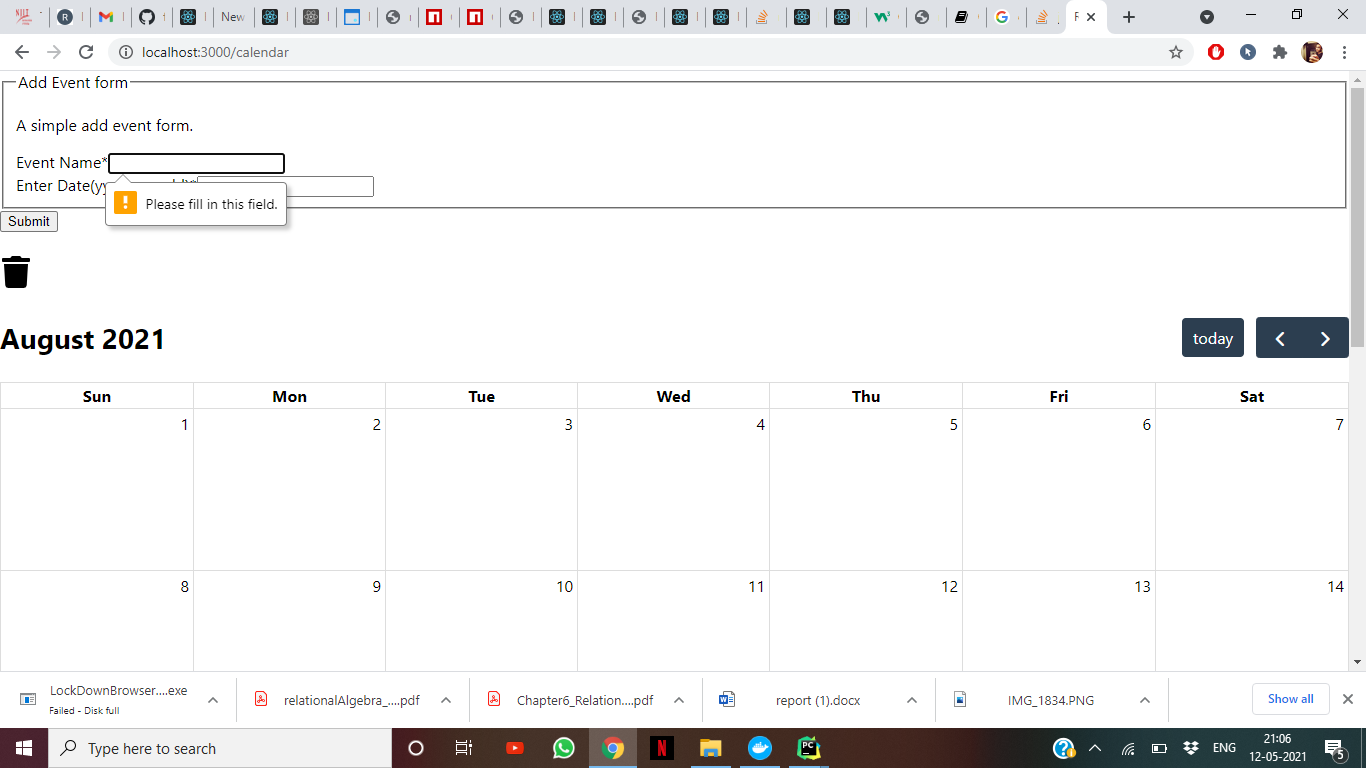 New
localhost:3000/calendar
Add Event form
A simple add event form.
Event Name*
Enter Date(yy
Please fill in this field.
Submit
August 2021
today
Sun Mon Tue Wed Thu Fri Sat
1 2 3 4 5 6 7
8 9 10 11 12 13 14
LockDownBrowser....exe
Failed - Disk full
relationalAlgebra_....pdf
Chapter6_Relation....pdf
report (1).docx
IMG_1834.PNG
Show all
Type here to search
ENG
21:06
12-05-2021
5